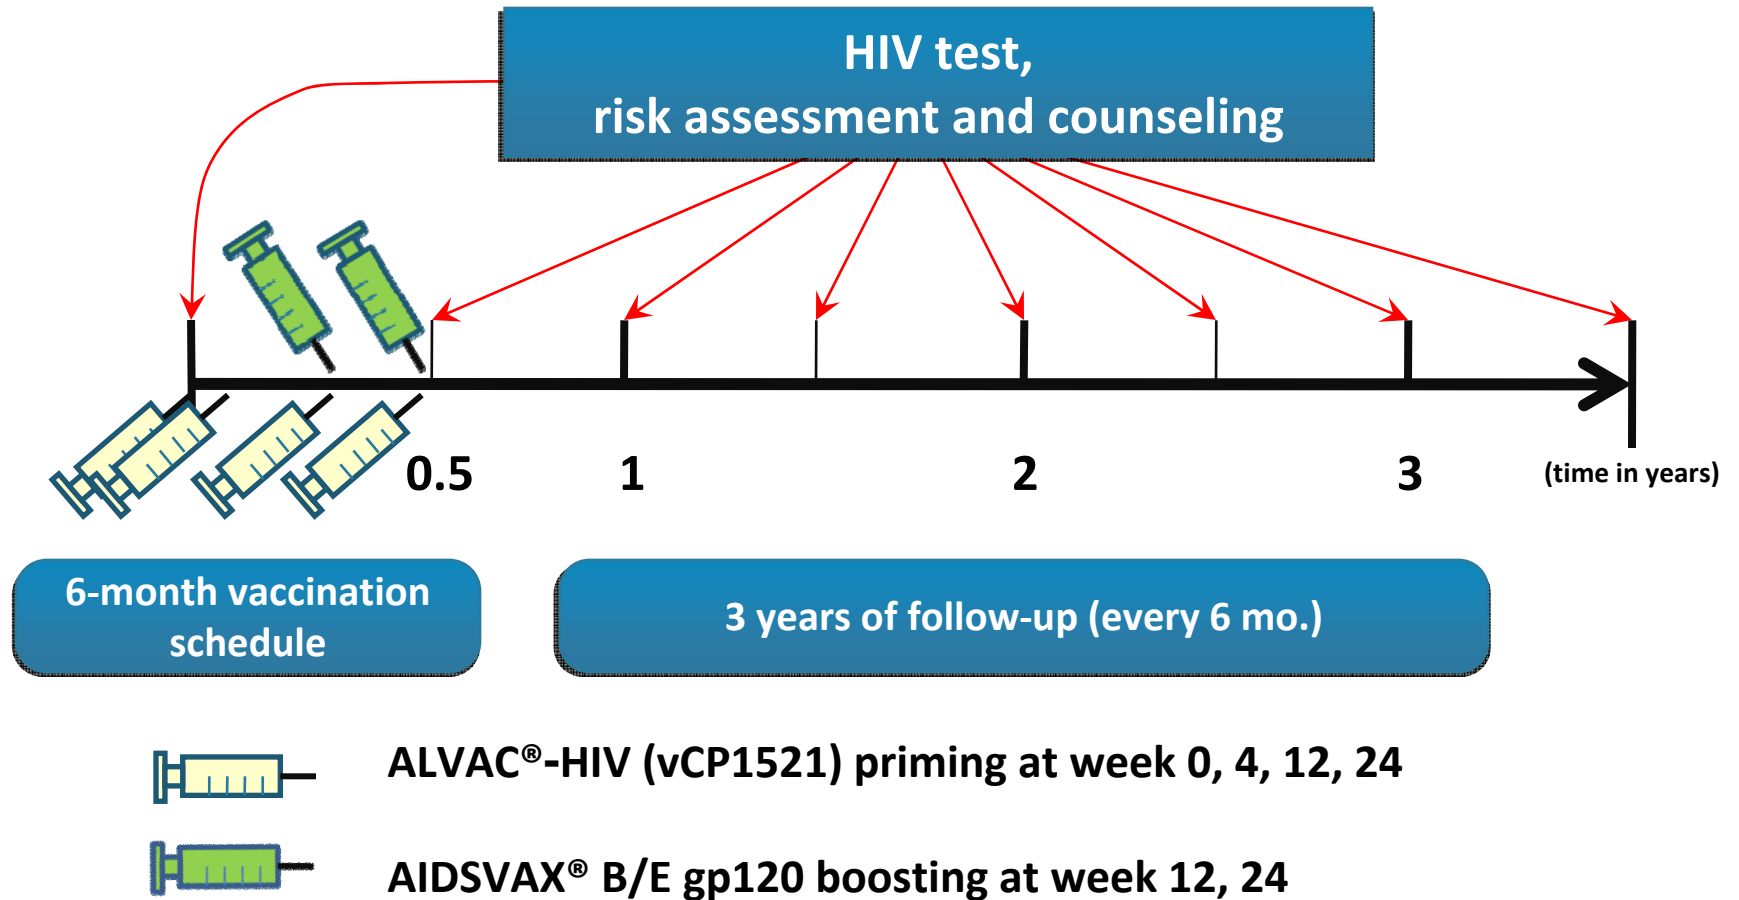 HIV test,
risk assessment and counseling
0.5
1
2
3
(time in years)
6-month vaccination
schedule
3 years of follow-up (every 6 mo.)
ALVAC®-HIV (vCP1521) priming at week 0, 4, 12, 24
AIDSVAX® B/E gp120 boosting at week 12, 24